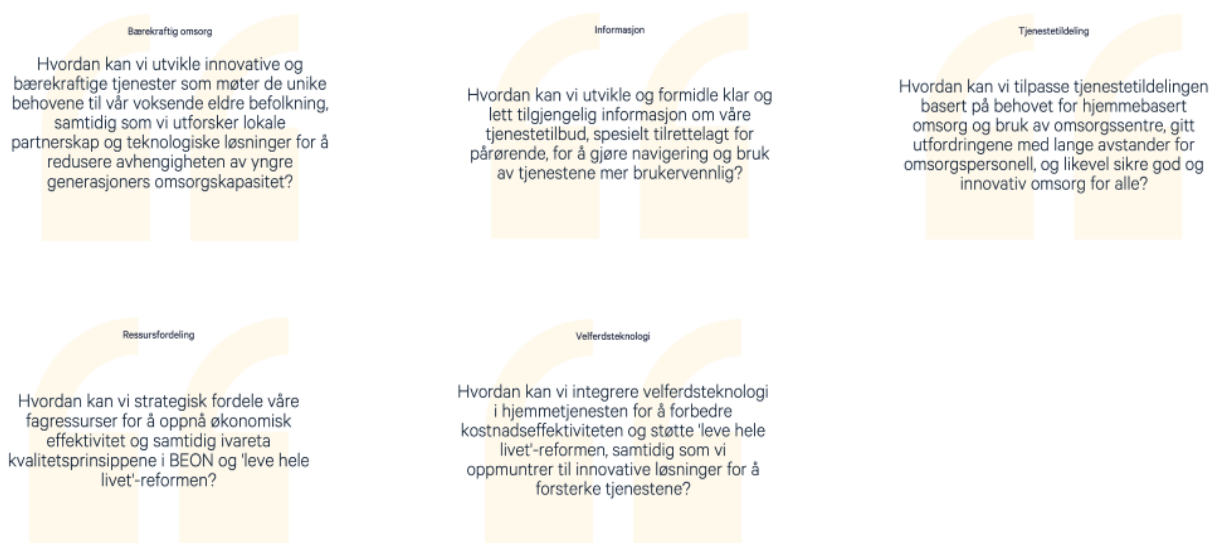 Bærekraftig omsorg
Hvordan kan vi utvikle innovative og
bærekraftige tjenester som møter de unike
behovene til vår voksende eldre befolkning,
samtidig som vi utforsker lokale
partnerskap og teknologiske løsninger for å
redusere avhengigheten av yngre
generasjoners omsorgskapasitet?
Informasjon
Hvordan kan vi utvikle og formidle klar og
lett tilgjengelig informasjon om våre
tjenestetilbud, spesielt tilrettelagt for
pårørende, for å gjøre navigering og bruk
av tjenestene mer brukervennlig?
Tjenestetildeling
Hvordan kan vi tilpasse tjenestetildelingen
basert på behovet for hjemmebasert
omsorg og bruk av omsorgssentre, gitt
utfordringene med lange avstander for
omsorgspersonell, og likevel sikre god og
innovativ omsorg for alle?
Ressursfordeling
Hvordan kan vi strategisk fordele våre
fagressurser for å oppnå økonomisk
effektivitet og samtidig ivareta
kvalitetsprinsippene i BEON og 'leve hele
livet'-reformen?
Velferdsteknologi
Hvordan kan vi integrere velferdsteknologi
i hjemmetjenesten for å forbedre
kostnadseffektiviteten og støtte 'leve hele
livet'-reformen, samtidig som vi
oppmuntrer til innovative løsninger for å
forsterke tjenestene?